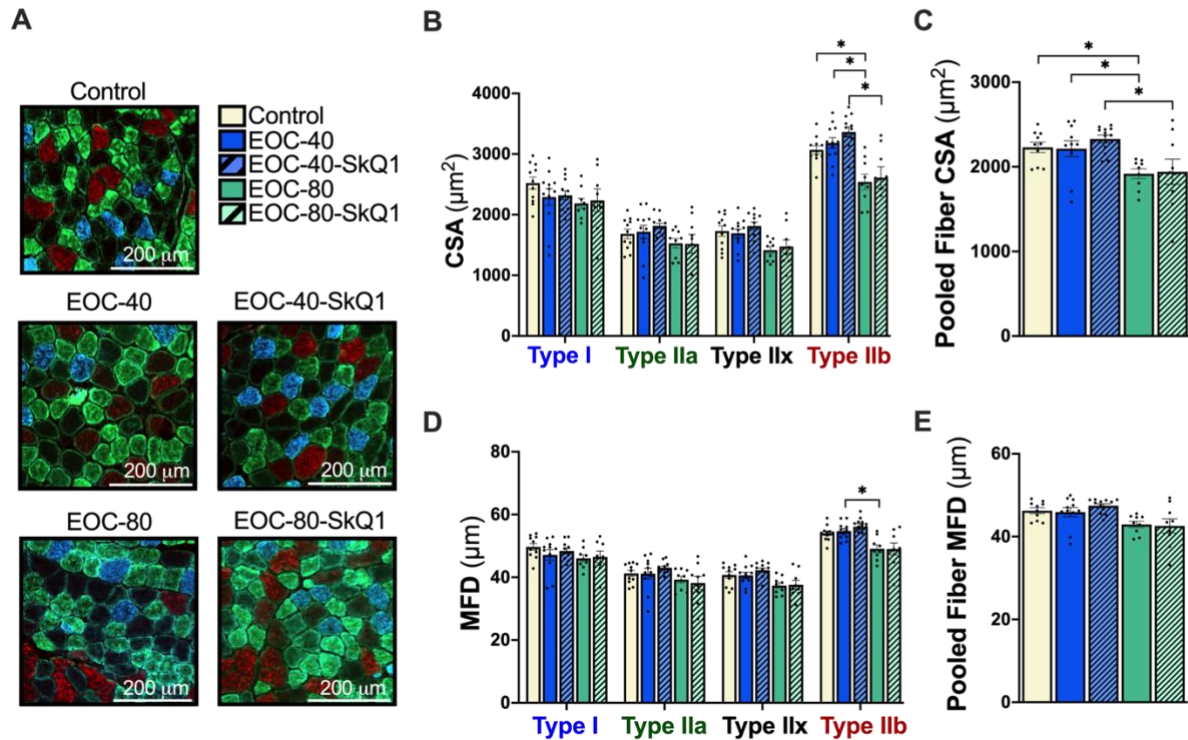 A
Control
200 μm
Control
EOC-40
EOC-40-SkQ1
EOC-80
EOC-80-SkQ1
EOC-40
EOC-40-SkQ1
200 μm
200 μm
EOC-80
EOC-80-SkQ1
200 μm
200 μm
B
CSA (μm²)
4000
3000
2000
1000
0
* * *
Type I Type IIa Type IIx Type IIb
C
Pooled Fiber CSA (μm²)
3000
2000
1000
0
* * *
D
MFD (μm)
80
60
40
20
0
*
Type I Type IIa Type IIx Type IIb
E
Pooled Fiber MFD (μm)
60
40
20
0